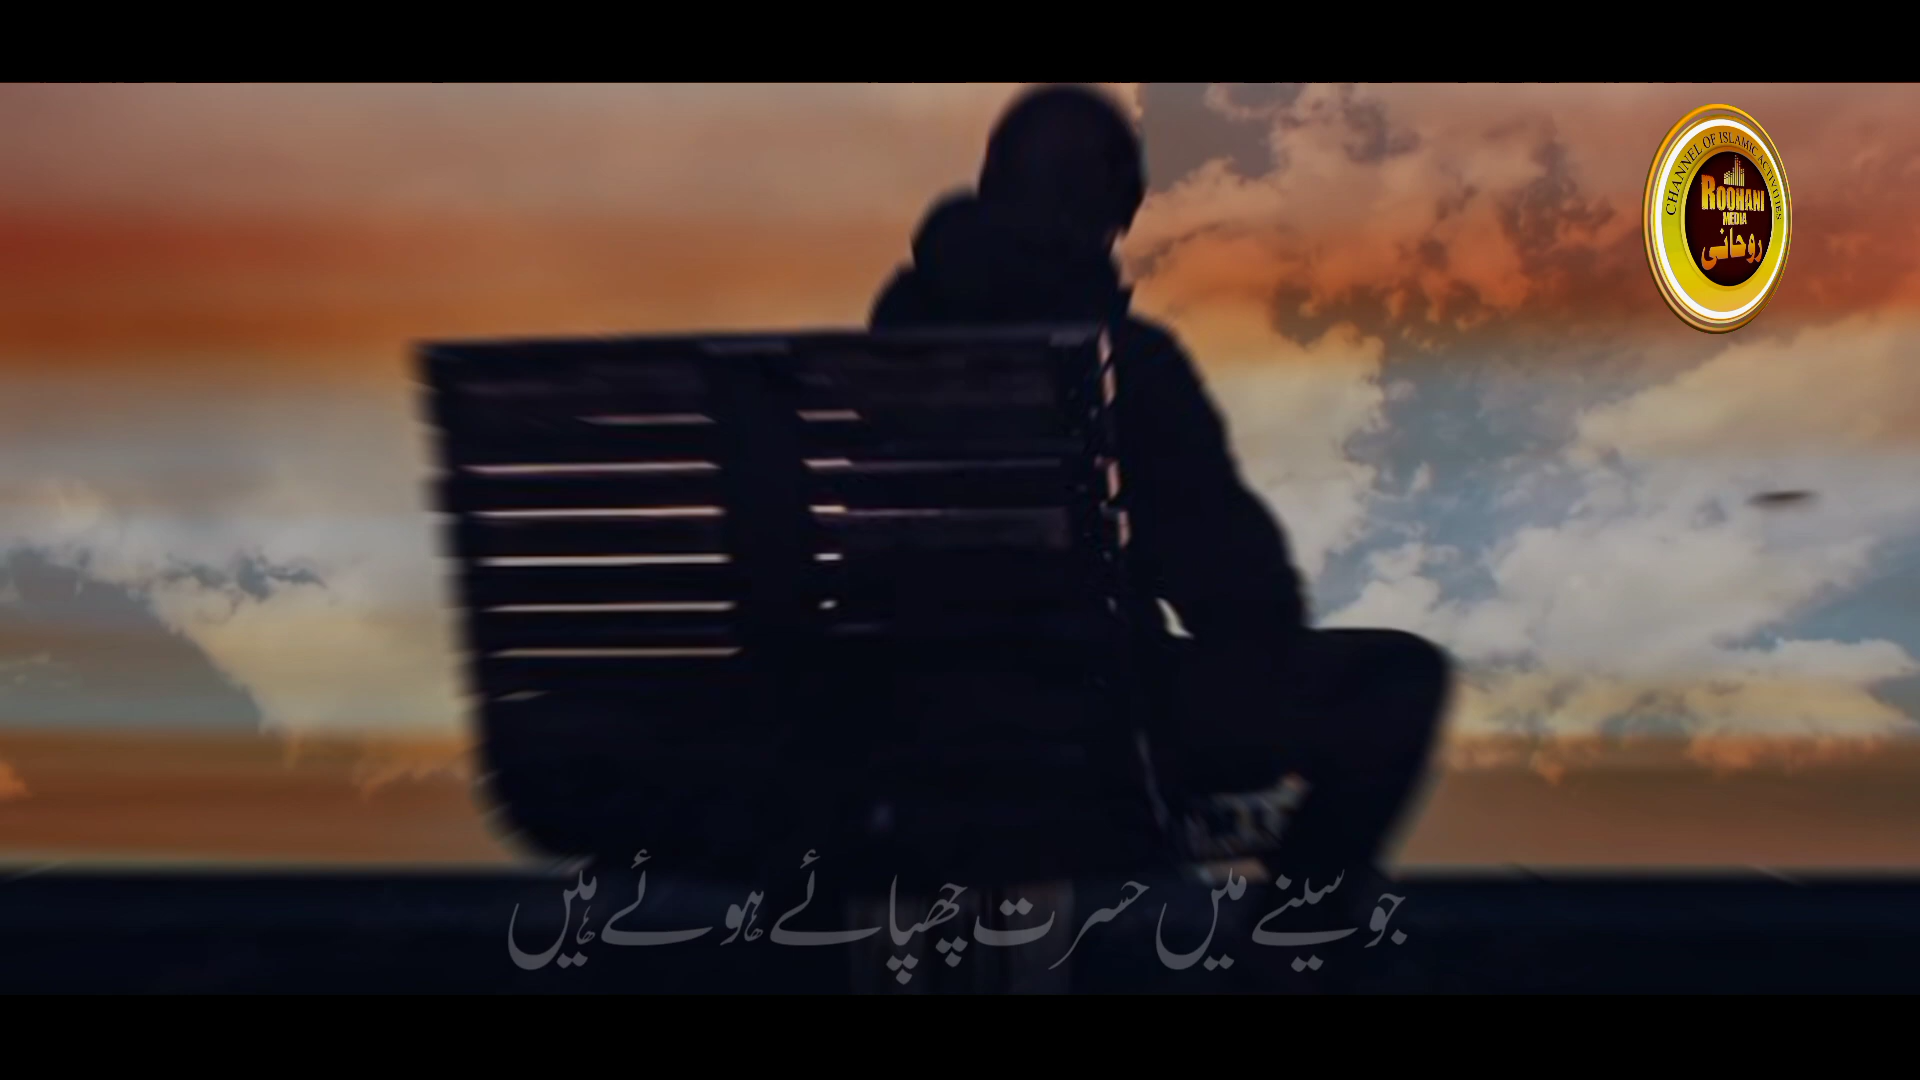 CHANNEL OF ISLAMIC ACTIVITIES
ROOHANI
MEDIA
روحانی
جو سینے میں حسرت چھپائے ہوئے ہیں